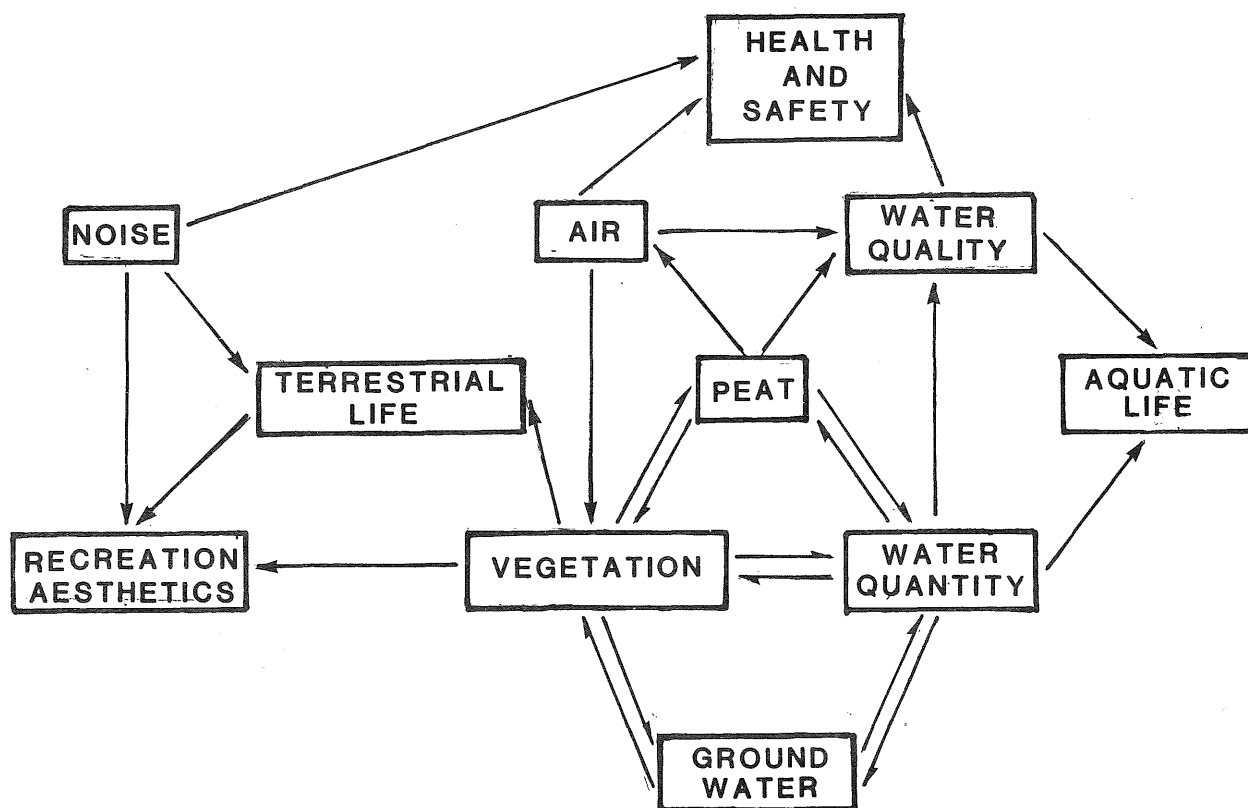 HEALTH
AND
SAFETY
NOISE
AIR
WATER
QUALITY
TERRESTRIAL
LIFE
PEAT
AQUATIC
LIFE
RECREATION
AESTHETICS
VEGETATION
WATER
QUANTITY
GROUND
WATER